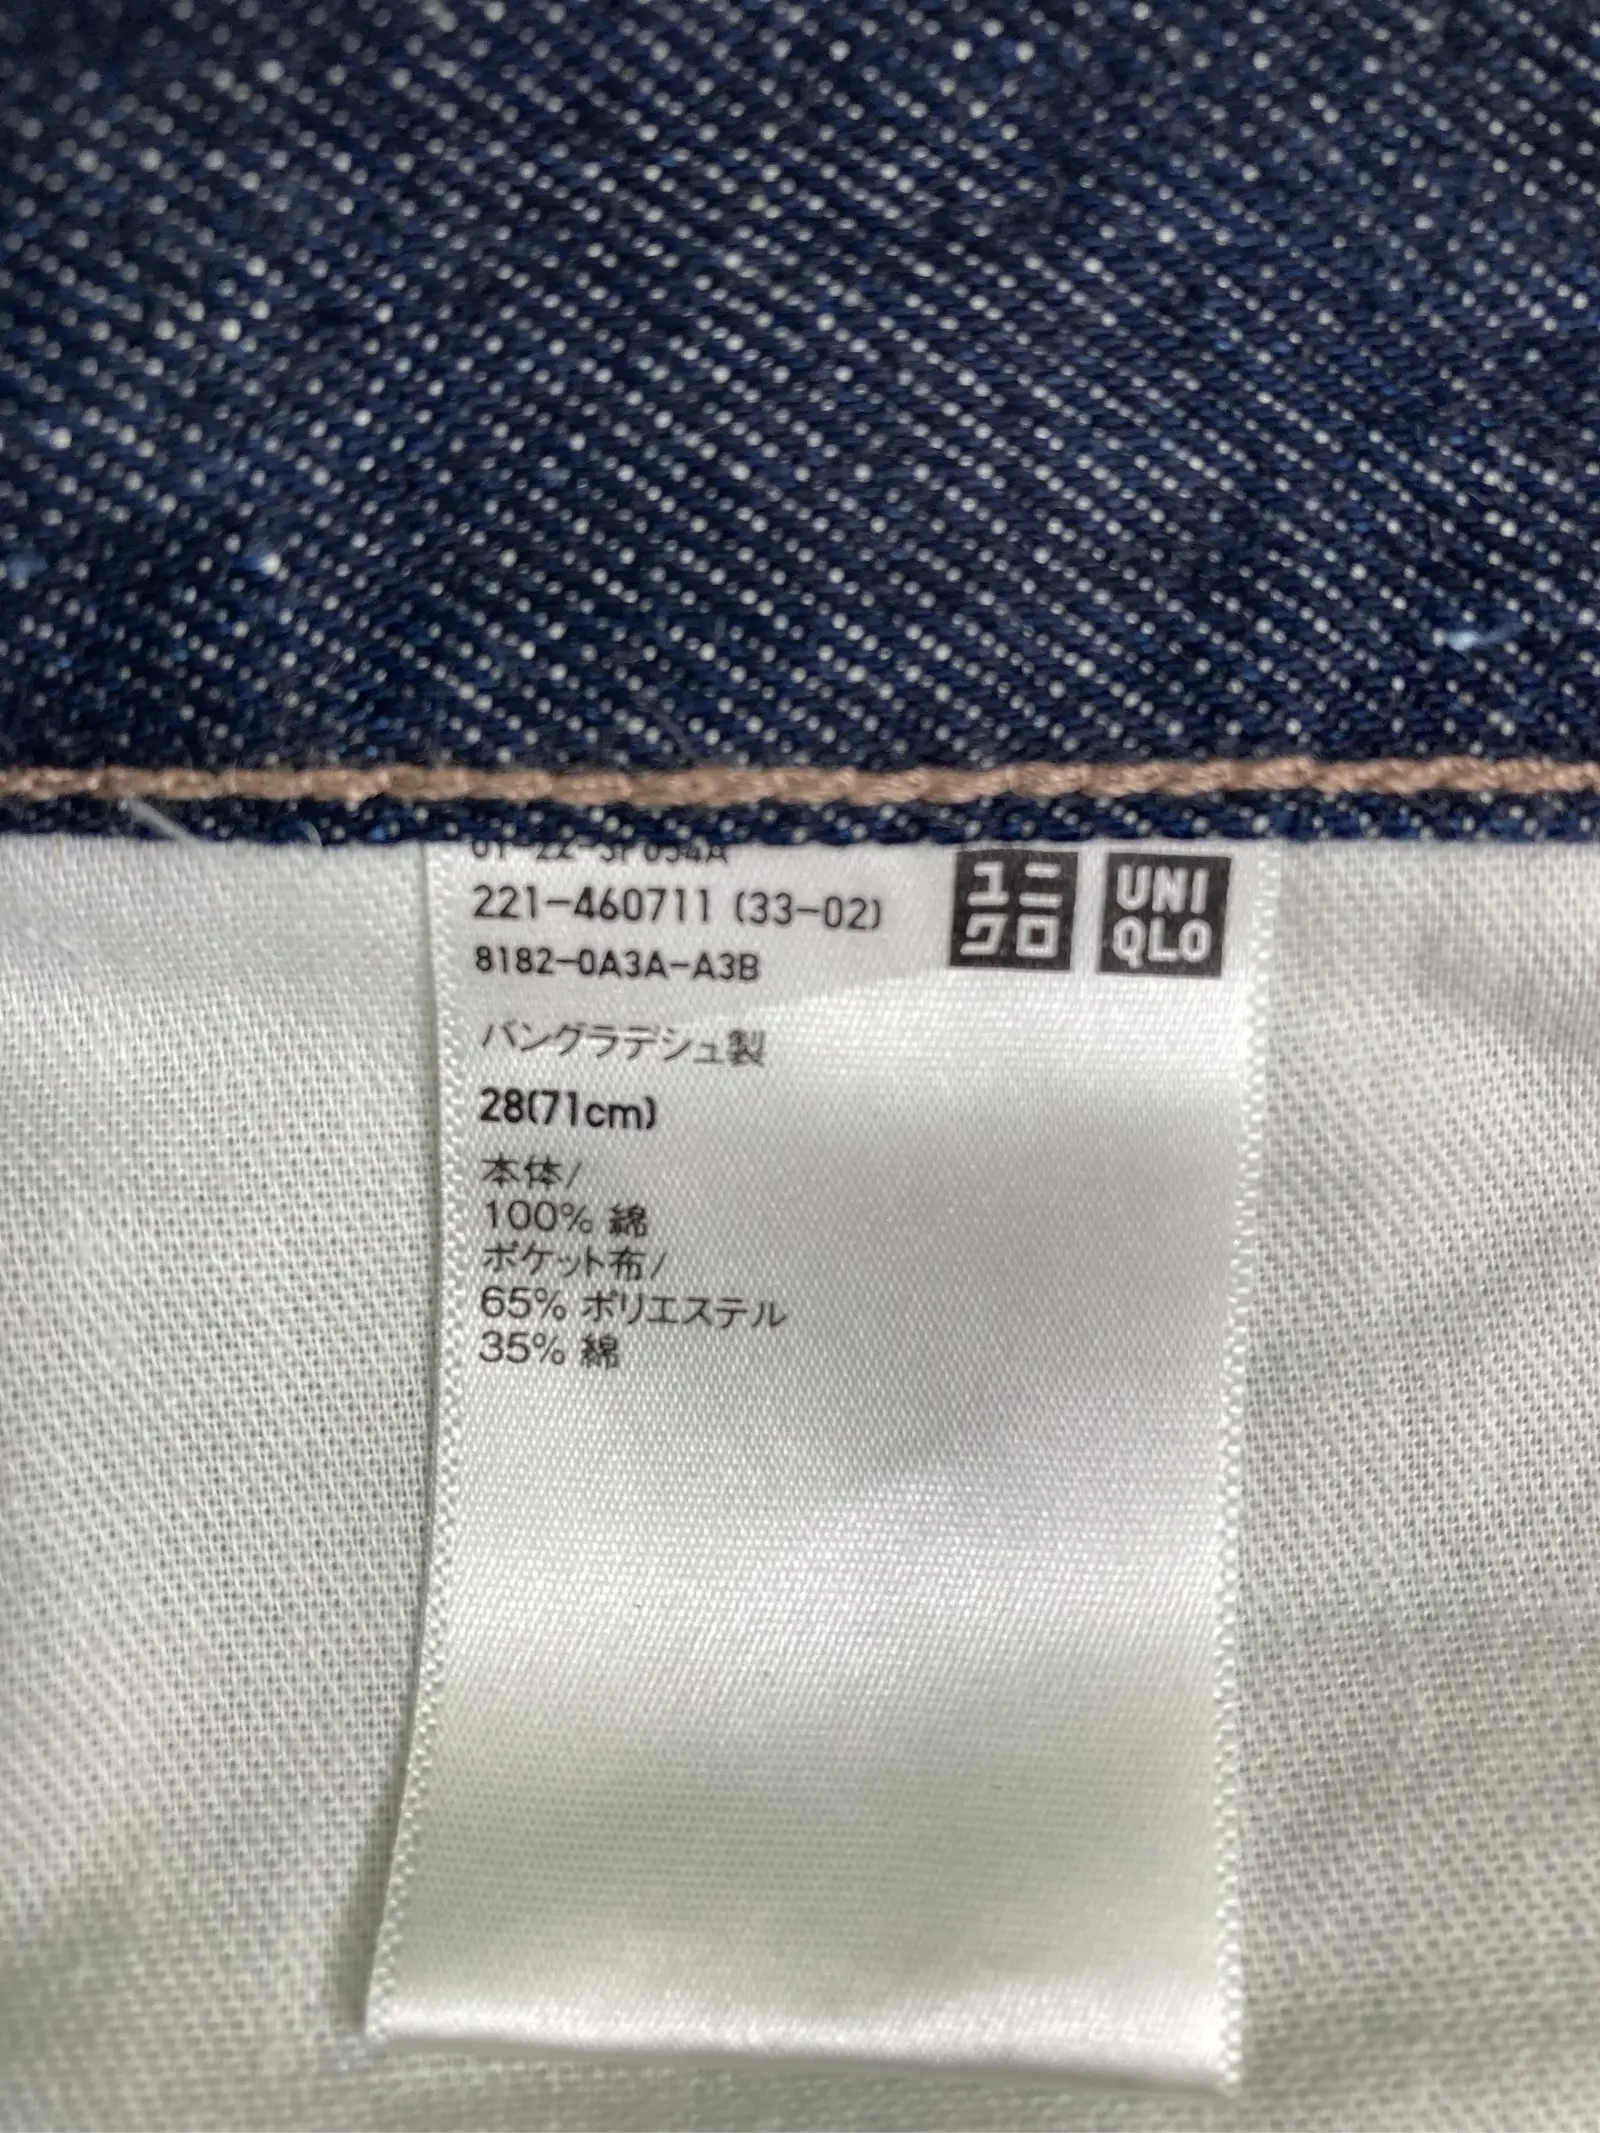 221-460711 (33-02)
8182-0A3A-A3B
ユニ
クロ
UNI
QLO
バングラデシュ製
28(71cm)
本体/
100% 綿
ポケット布/
65% ポリエステル
35% 綿